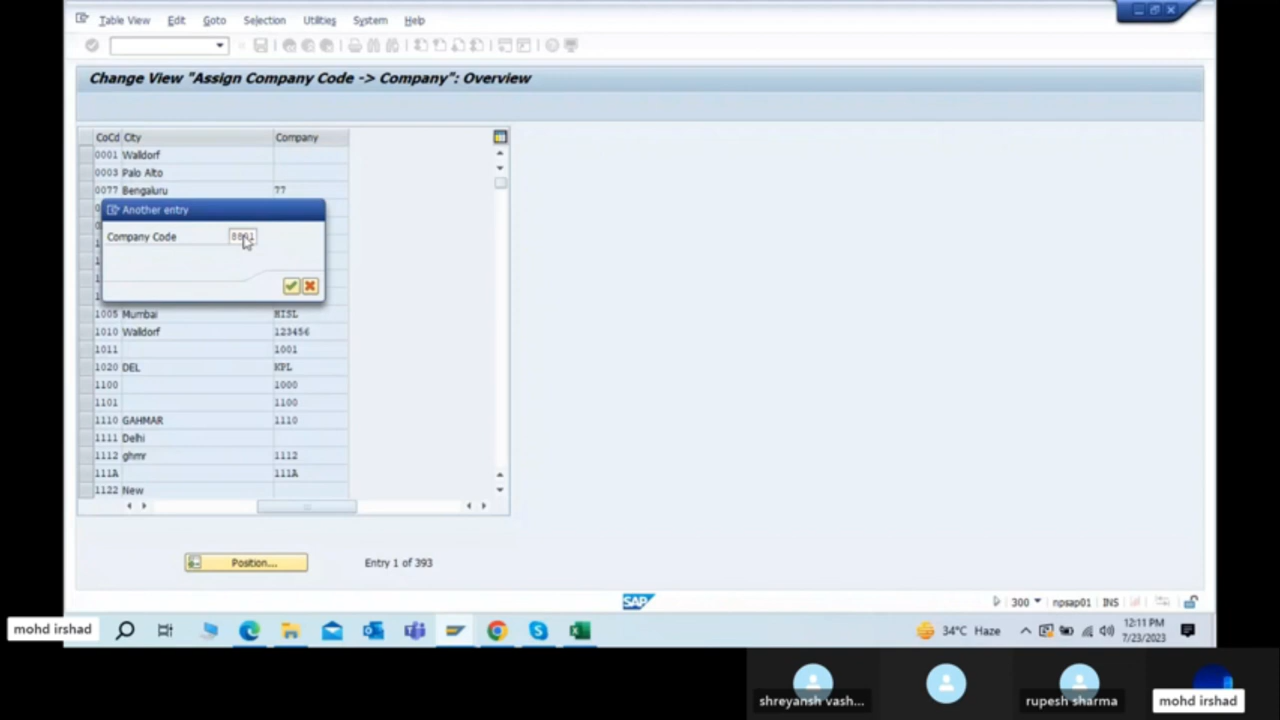 Table View Edit Goto Selection Utilities System Help
Change View "Assign Company Code -> Company": Overview
CoCd City Company
0001 Walldorf
0003 Palo Alto
0077 Bengaluru 77
Another entry
Company Code
1005 Mumbai
1010 Walldorf 123456
1011 1001
1020 DEL KPL
1100 1000
1101 1100
1110 GAHMAR 1110
1111 Delhi
1112 ghmr 1112
111A 111A
1122 New
Position... Entry 1 of 393
SAP
300 npsap01 INS
mohd irshad
34°C Haze
12:11 PM
7/23/2023
shreyansh vash...
rupesh sharma
mohd irshad